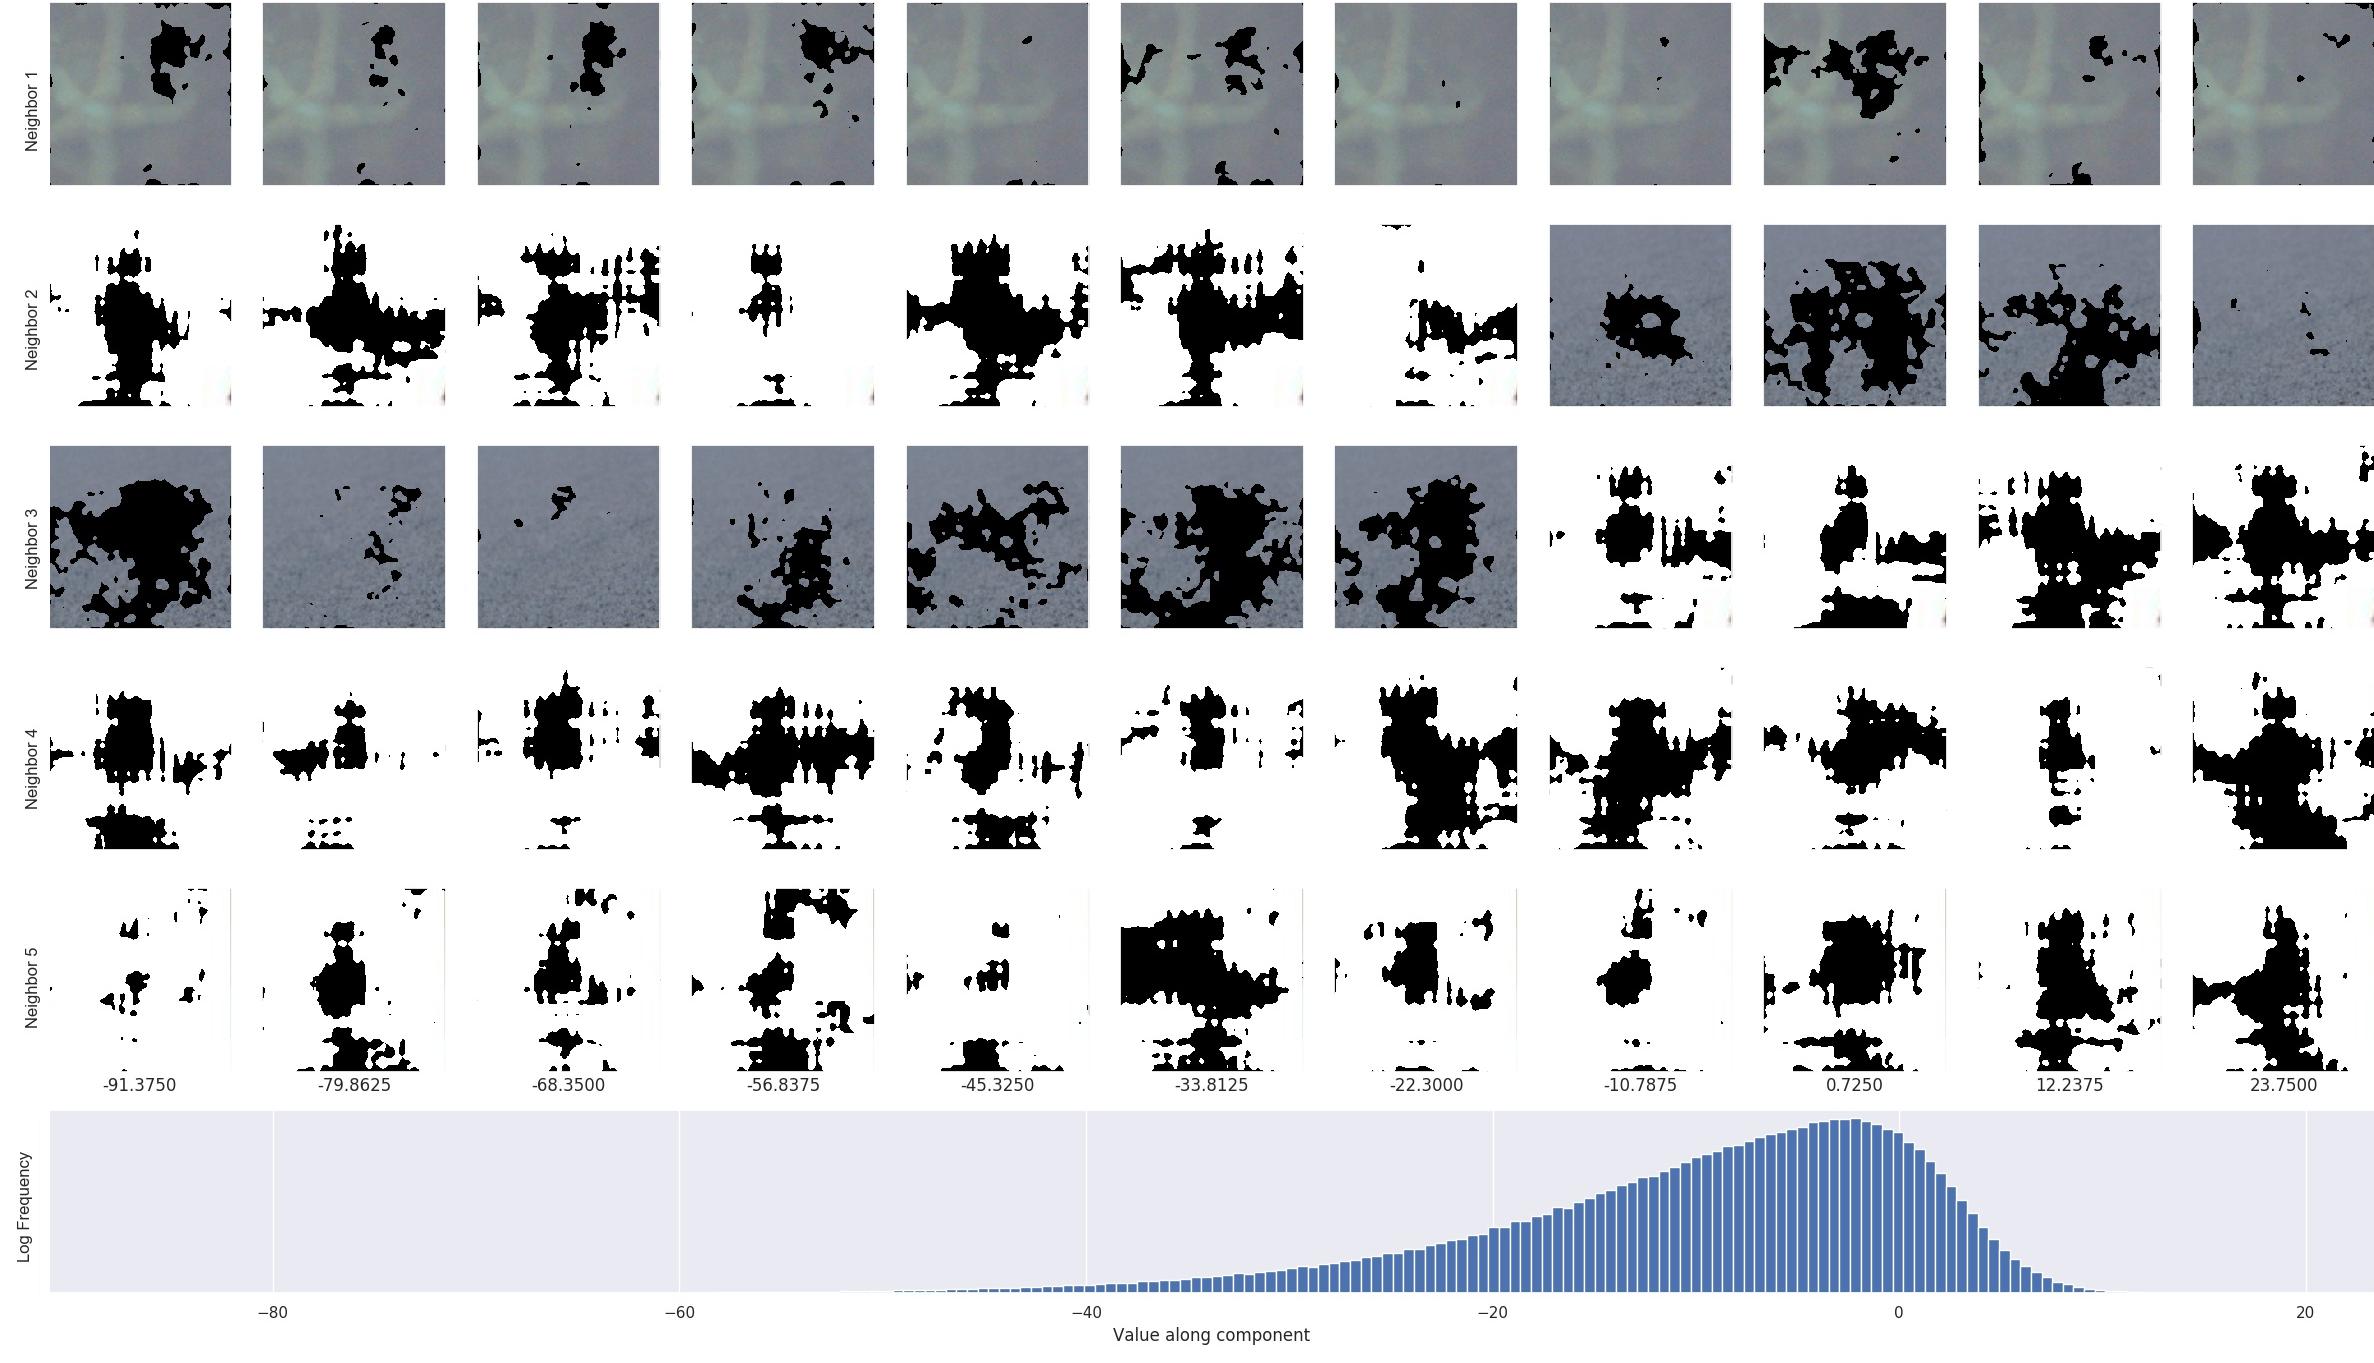 Neighbor 1
Neighbor 2
Neighbor 3
Neighbor 4
Neighbor 5
-91.3750 -79.8625 -68.3500 -56.8375 -45.3250 -33.8125 -22.3000 -10.7875 0.7250 12.2375 23.7500
Log Frequency
−80 −60 −40 −20 0 20
Value along component